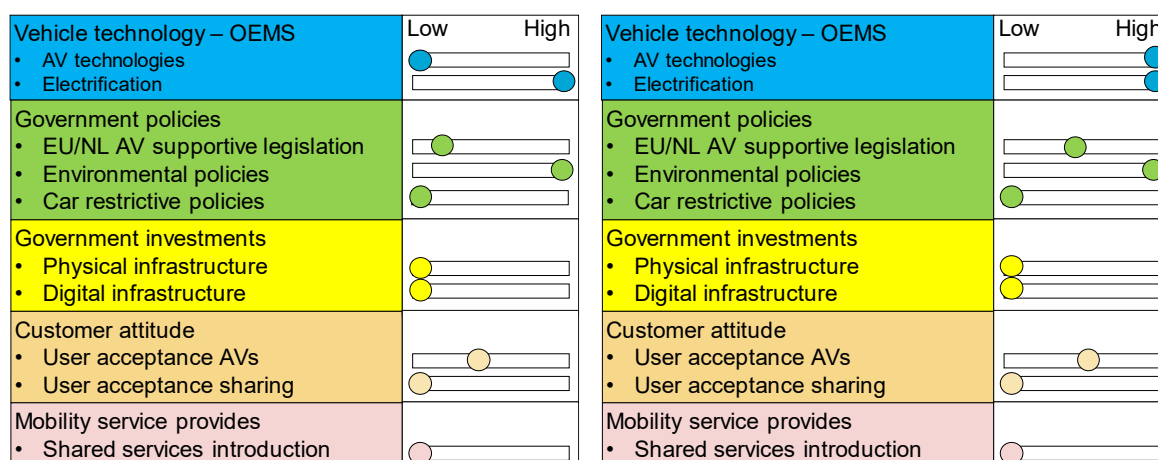 Vehicle technology – OEMS
• AV technologies
• Electrification
Low High
Government policies
• EU/NL AV supportive legislation
• Environmental policies
• Car restrictive policies
Government investments
• Physical infrastructure
• Digital infrastructure
Customer attitude
• User acceptance AVs
• User acceptance sharing
Mobility service provides
• Shared services introduction
Vehicle technology – OEMS
• AV technologies
• Electrification
Low High
Government policies
• EU/NL AV supportive legislation
• Environmental policies
• Car restrictive policies
Government investments
• Physical infrastructure
• Digital infrastructure
Customer attitude
• User acceptance AVs
• User acceptance sharing
Mobility service provides
• Shared services introduction